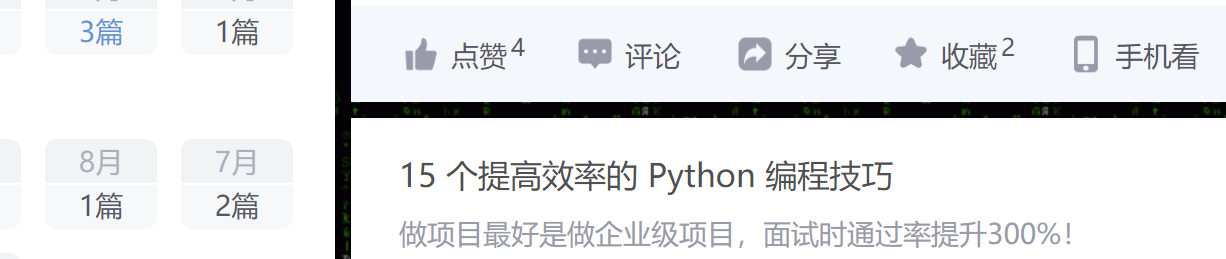 3篇
1篇
8月
7月
1篇
2篇
点赞4 评论 分享 收藏2 手机看
15 个提高效率的 Python 编程技巧
做项目最好是做企业级项目，面试时通过率提升300%！